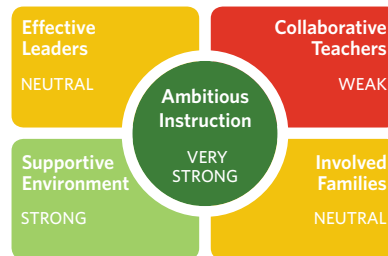 Effective
Leaders
NEUTRAL
Collaborative
Teachers
WEAK
Ambitious
Instruction
VERY
STRONG
Supportive
Environment
STRONG
Involved
Families
NEUTRAL